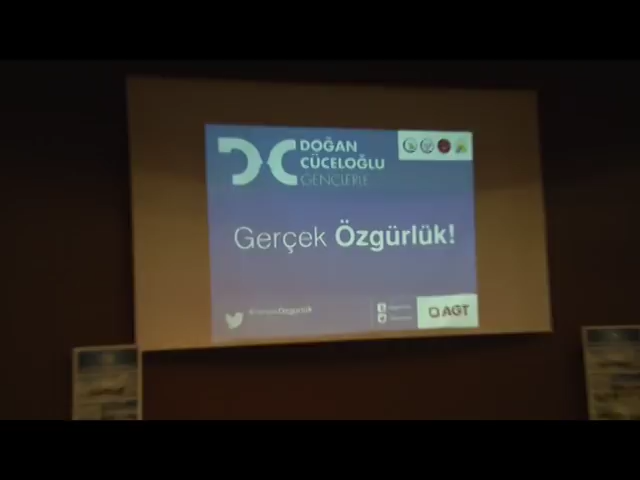 DOĞAN
CÜCELOĞLU
GENÇLERLE
Gerçek Özgürlük!
AGT